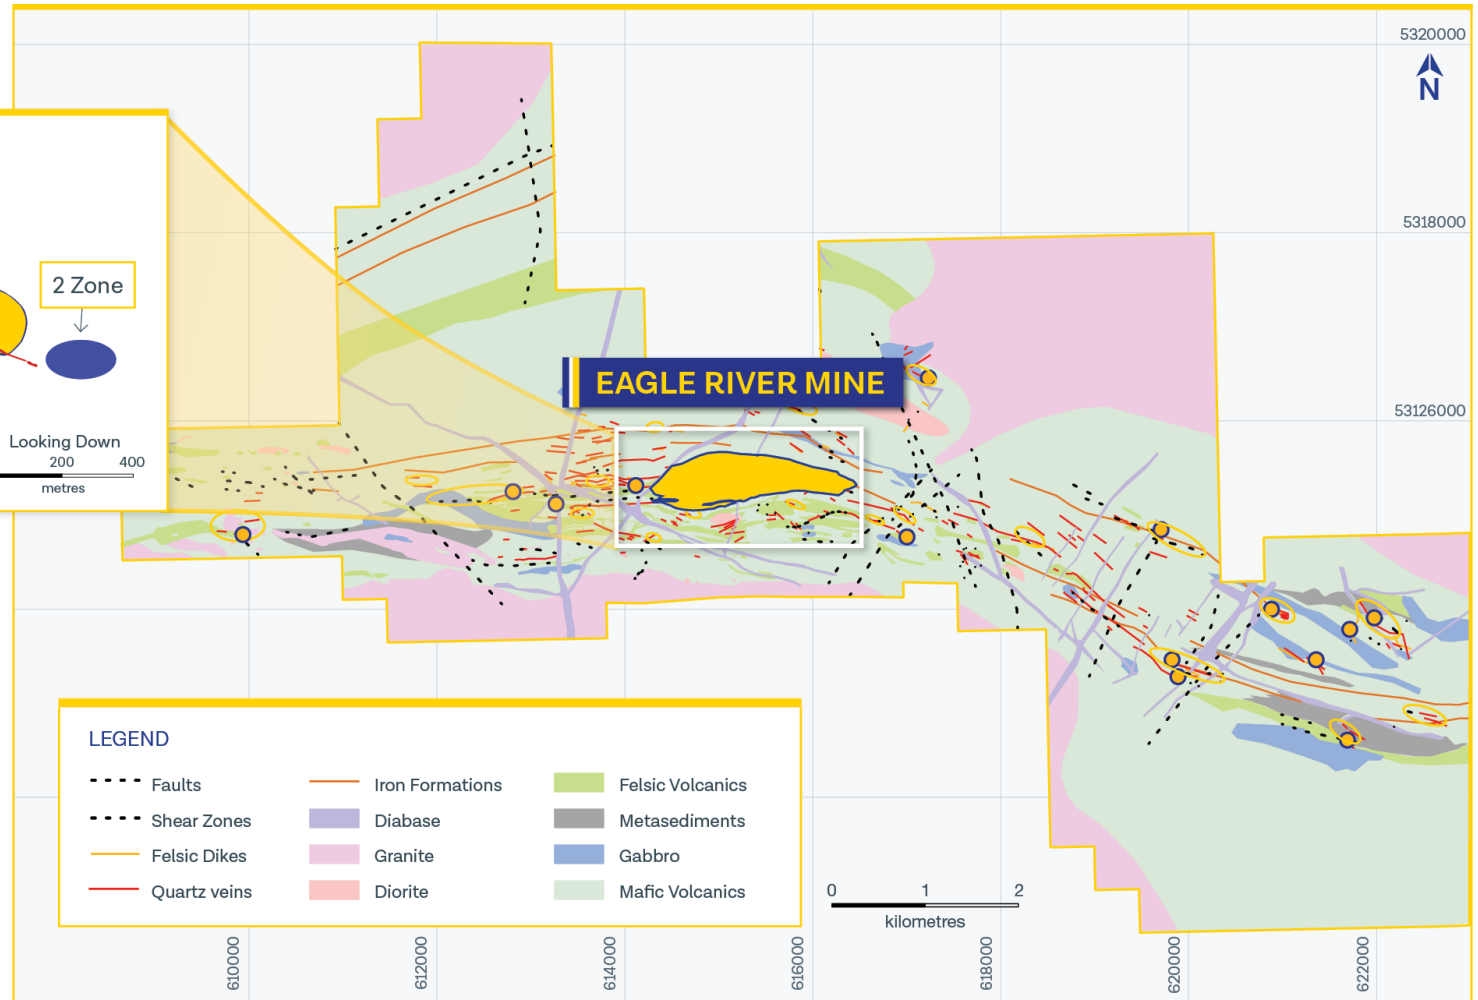 5320000
N
5318000
2 Zone
EAGLE RIVER MINE
53126000
Looking Down
200 400
metres
LEGEND
Faults
Shear Zones
Felsic Dikes
Quartz veins
Iron Formations
Diabase
Granite
Diorite
Felsic Volcanics
Metasediments
Gabbro
Mafic Volcanics
0 1 2
kilometres
610000
612000
614000
616000
618000
620000
622000